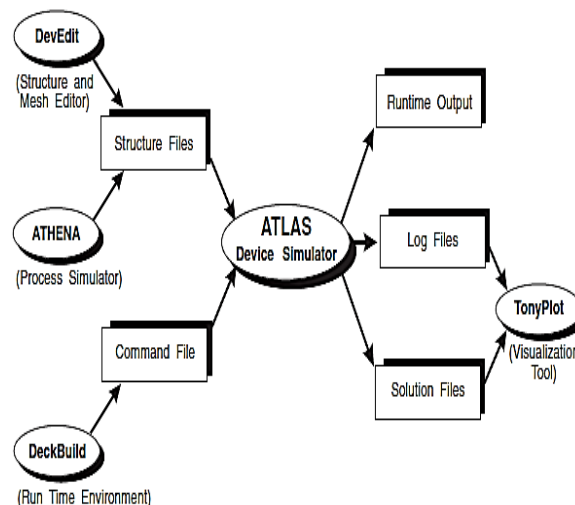 DevEdit
(Structure and
Mesh Editor)
Structure Files
ATHENA
(Process Simulator)
Command File
DeckBuild
(Run Time Environment)
ATLAS
Device Simulator
Runtime Output
Log Files
Solution Files
TonyPlot
(Visualization
Tool)